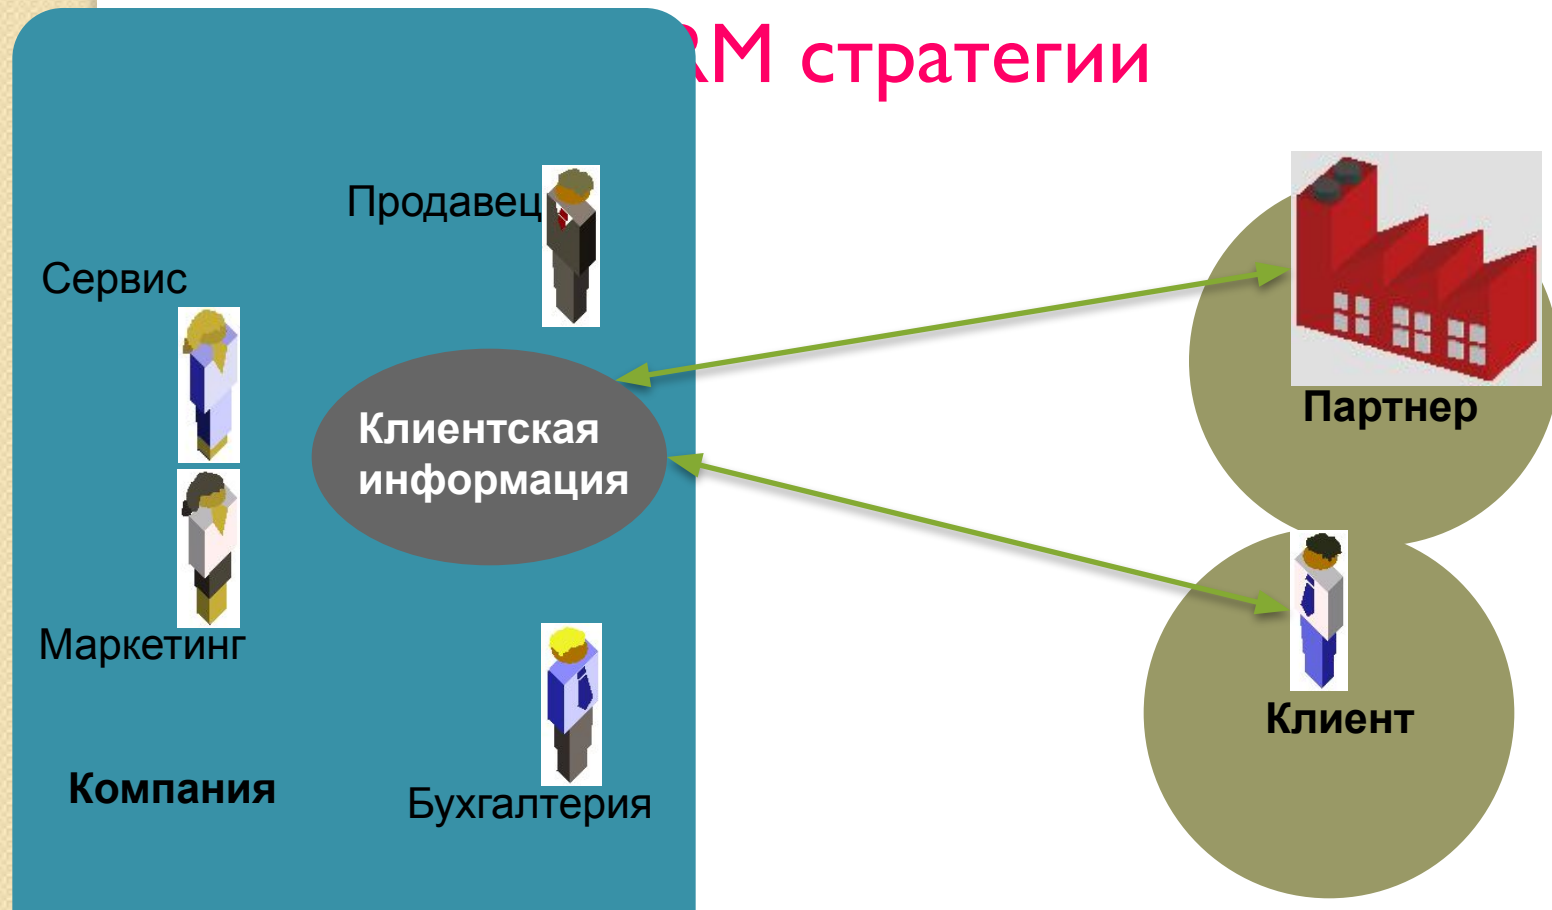 RM стратегии
Продавец
Сервис
Клиентская
информация
Маркетинг
Компания
Бухгалтерия
Партнер
Клиент